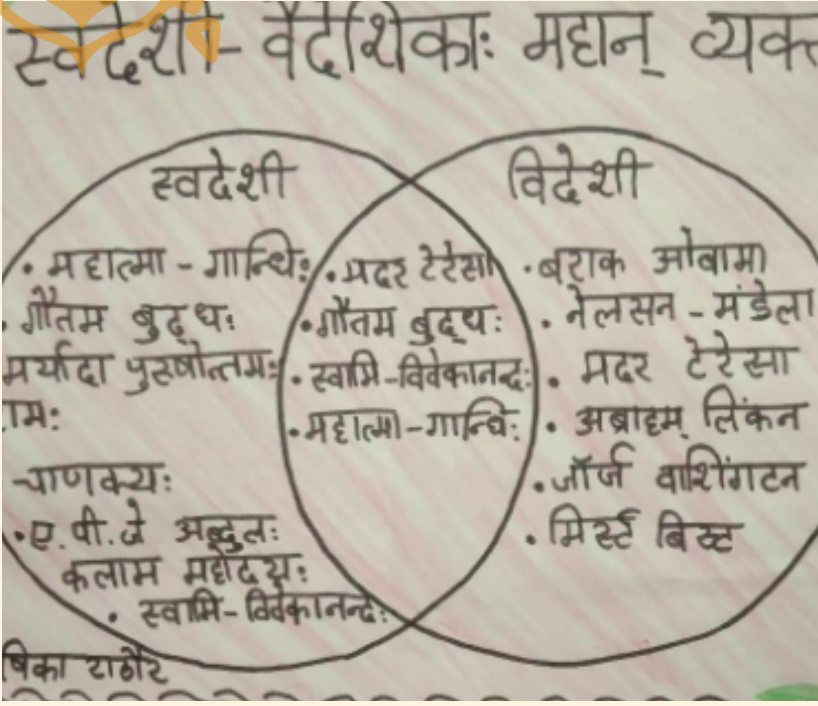 स्वदेशी- वैदेशिकाः महान् व्यक्त
स्वदेशी
• महात्मा - गान्धिः
• गौतम बुद्धः
मर्यादा पुरुषोत्तमः
ामः
चाणक्यः
• ए.पी.जे अब्दुलः
कलाम महोदयः
• स्वामि-विवेकानन्दः
• मदर टेरेसा
• गौतम बुद्धः
• स्वामि-विवेकानन्दः
• महात्मा-गान्धिः
विदेशी
• बराक ओबामा
• नेलसन - मंडेला
• मदर टेरेसा
• अब्राहम् लिंकन
• जॉर्ज वाशिंगटन
• मिर्स्ट
षिका राठौर